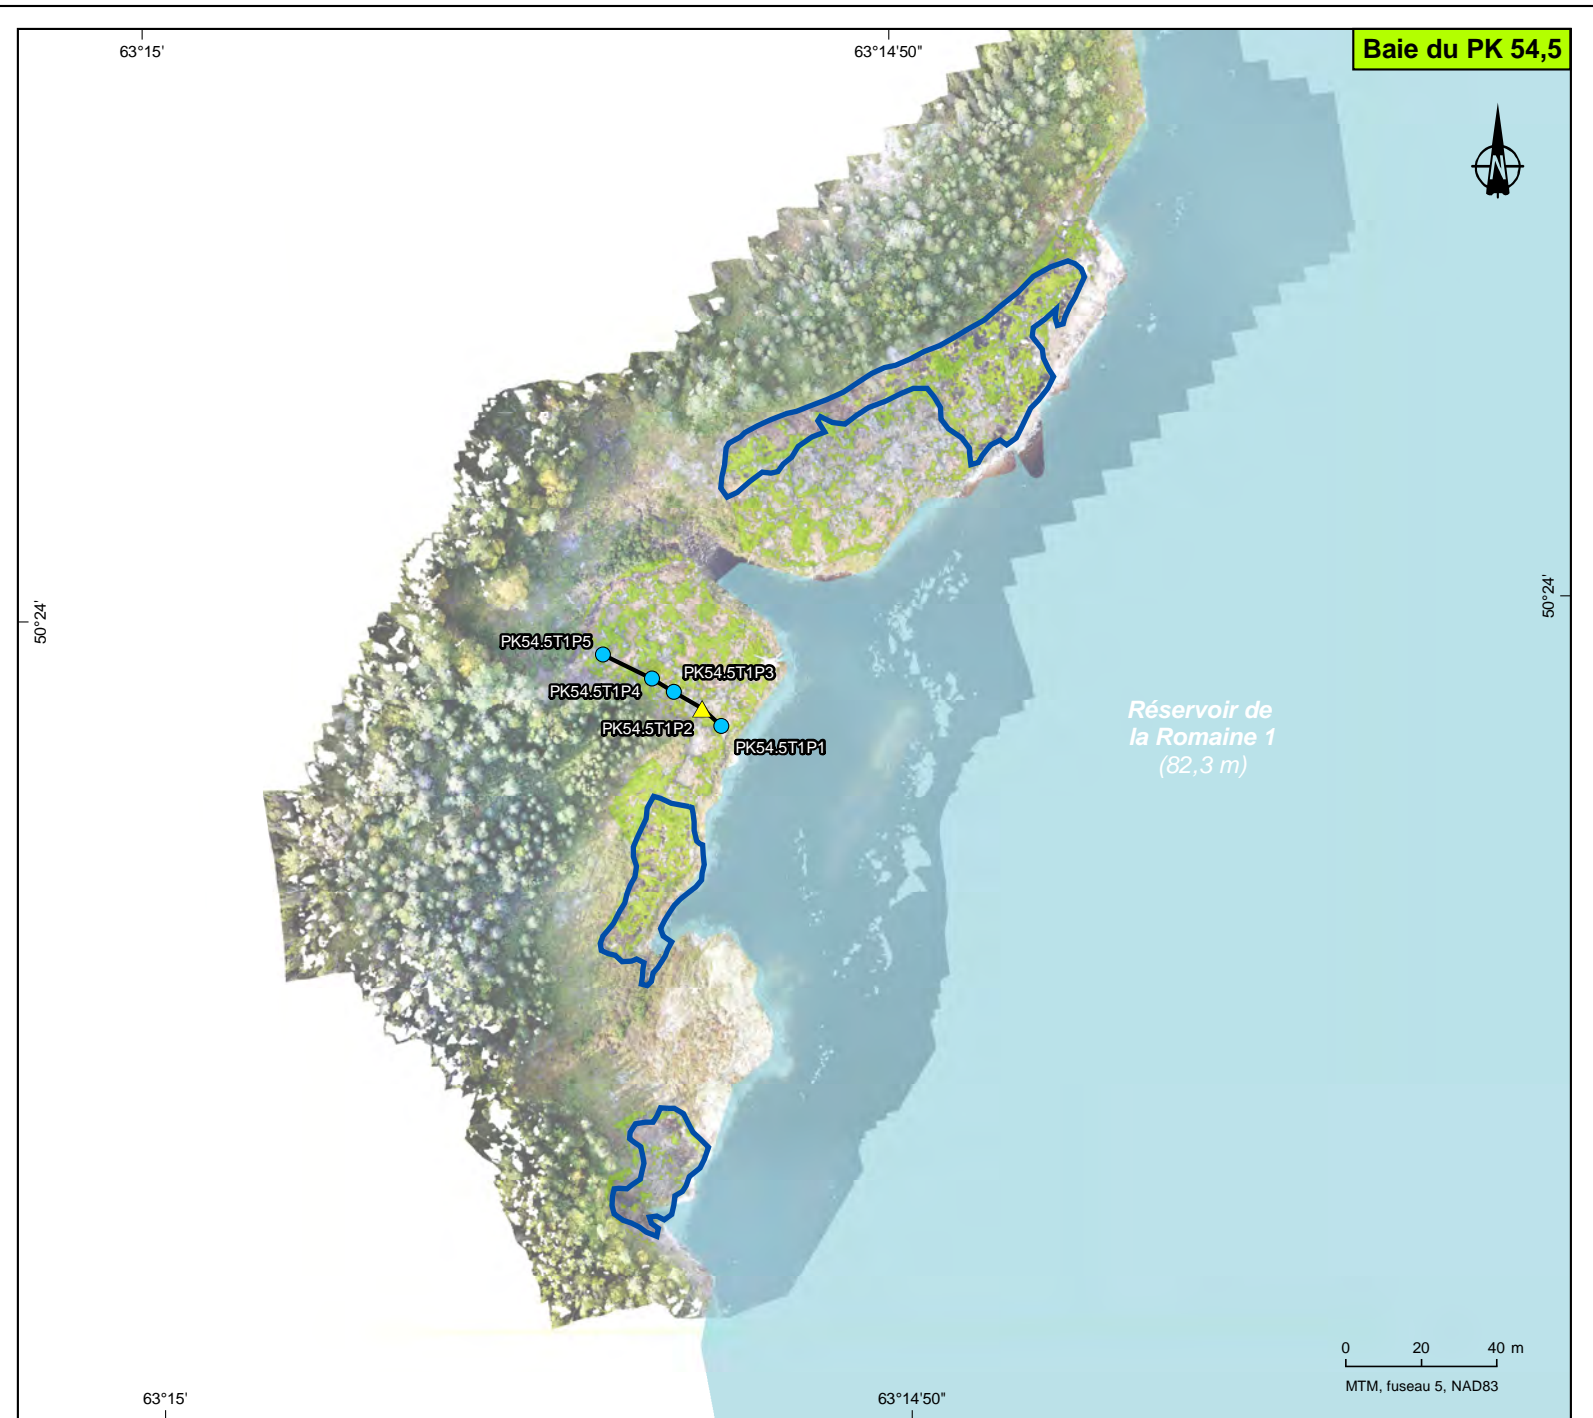 63°15'
63°14'50"
Baie du PK 54,5
N
50°24'
50°24'
PK54.5T1P5
PK54.5T1P3
PK54.5T1P4
PK54.5T1P2
PK54.5T1P1
Réservoir de
la Romaine 1
(82,3 m)
0 20 40 m
MTM, fuseau 5, NAD83
63°15'
63°14'50"